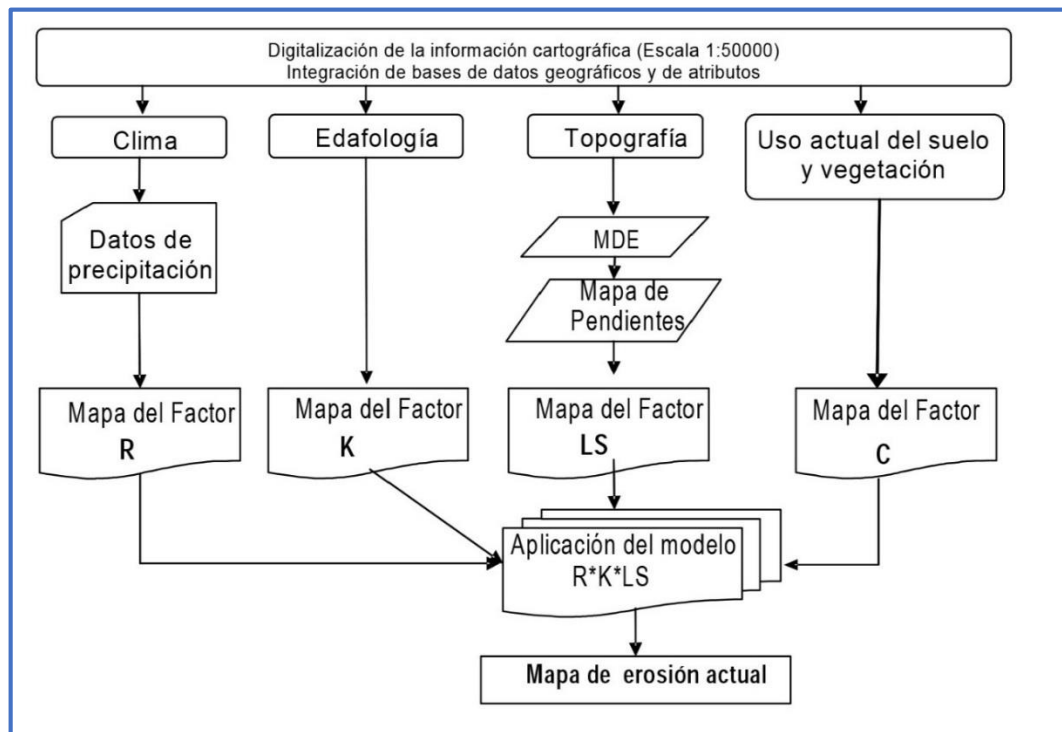 Digitalización de la información cartográfica (Escala 1:50000)
Integración de bases de datos geográficos y de atributos
Clima
Edafología
Topografía
Uso actual del suelo
y vegetación
Datos de
precipitación
MDE
Mapa de
Pendientes
Mapa del Factor
R
Mapa del Factor
K
Mapa del Factor
LS
Mapa del Factor
C
Aplicación del modelo
R*K*LS
Mapa de erosión actual